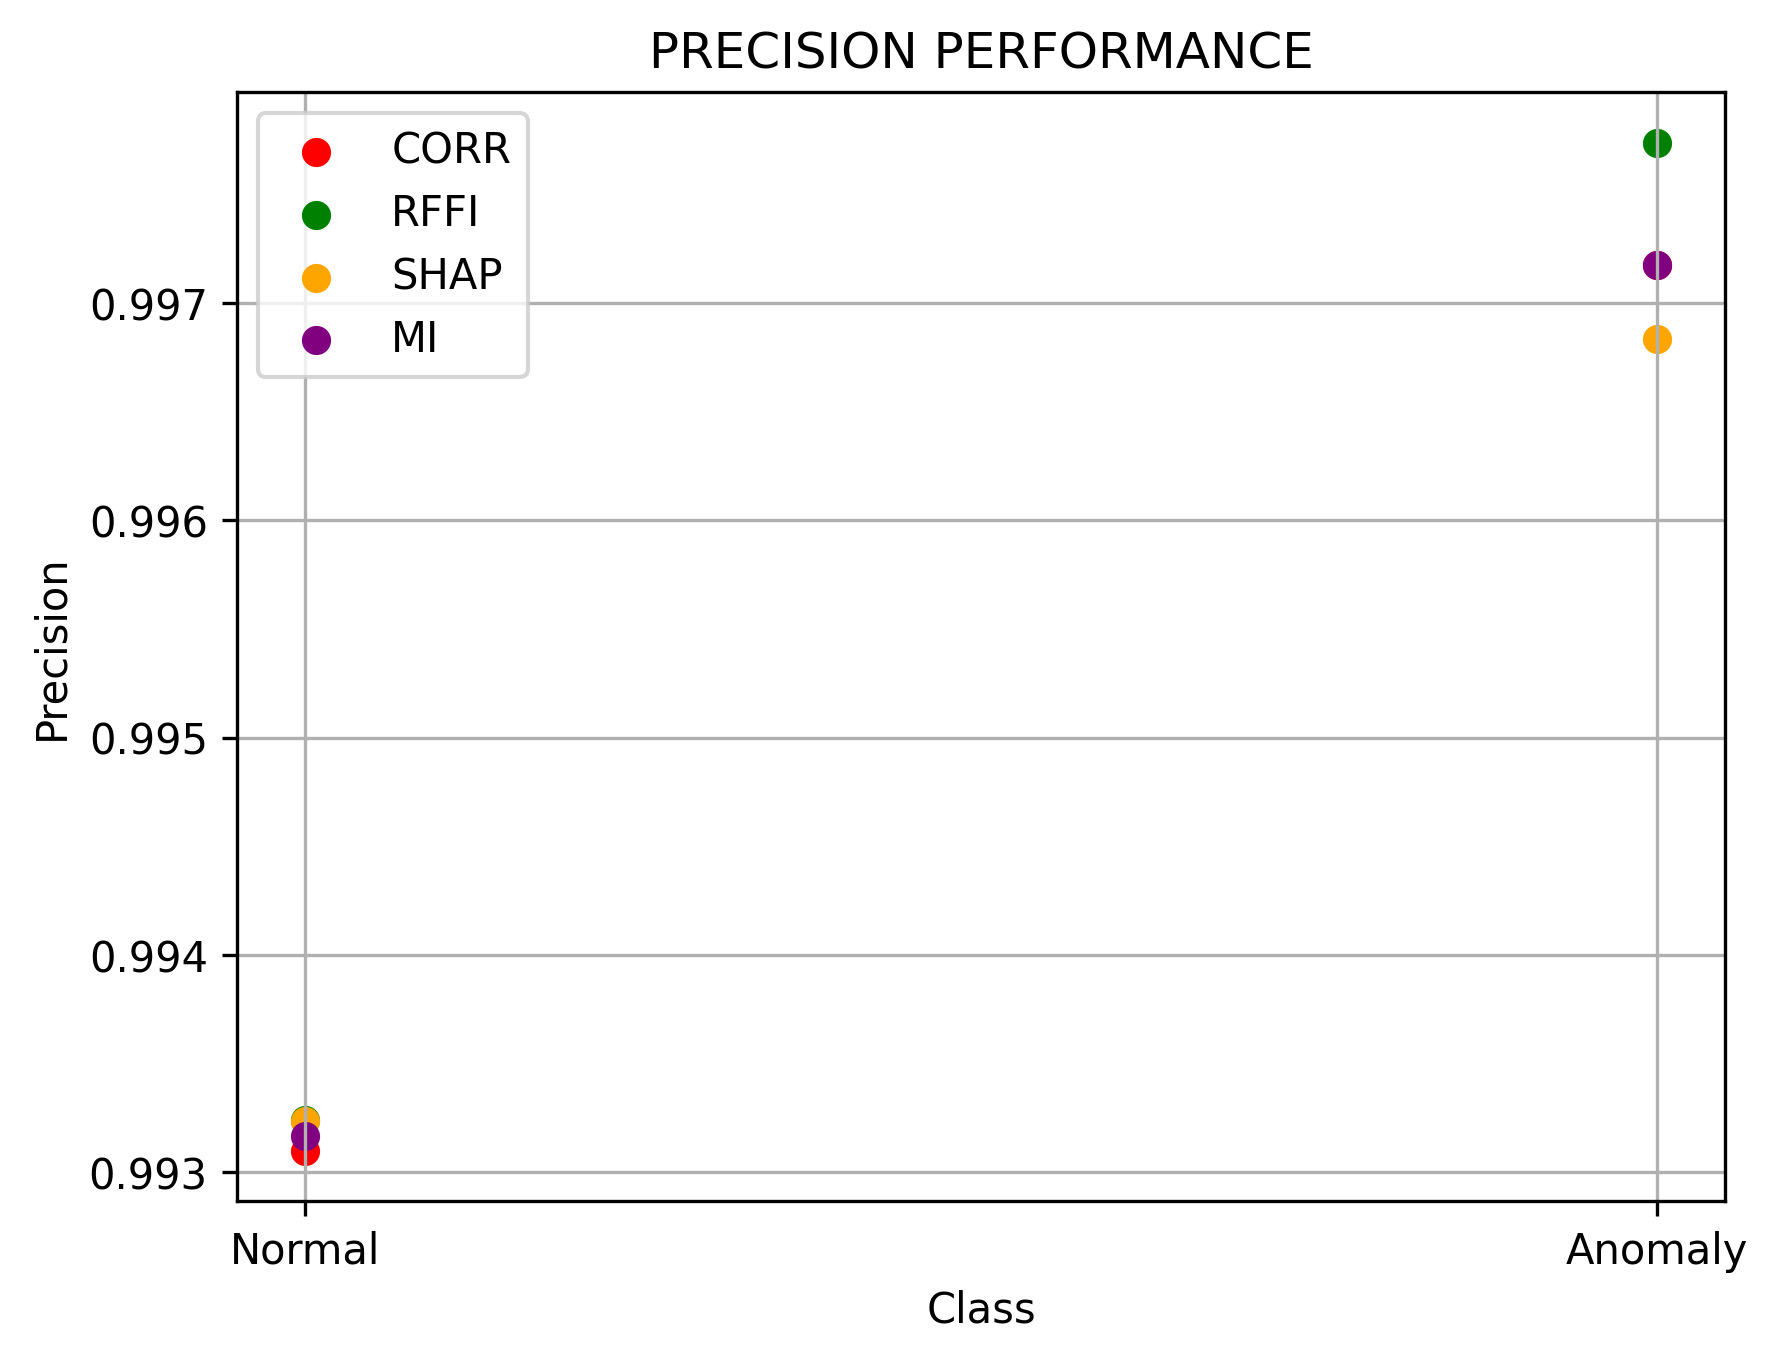 PRECISION PERFORMANCE
CORR
RFFI
SHAP
MI
0.997
0.996
0.995
0.994
0.993
Precision
Normal
Anomaly
Class